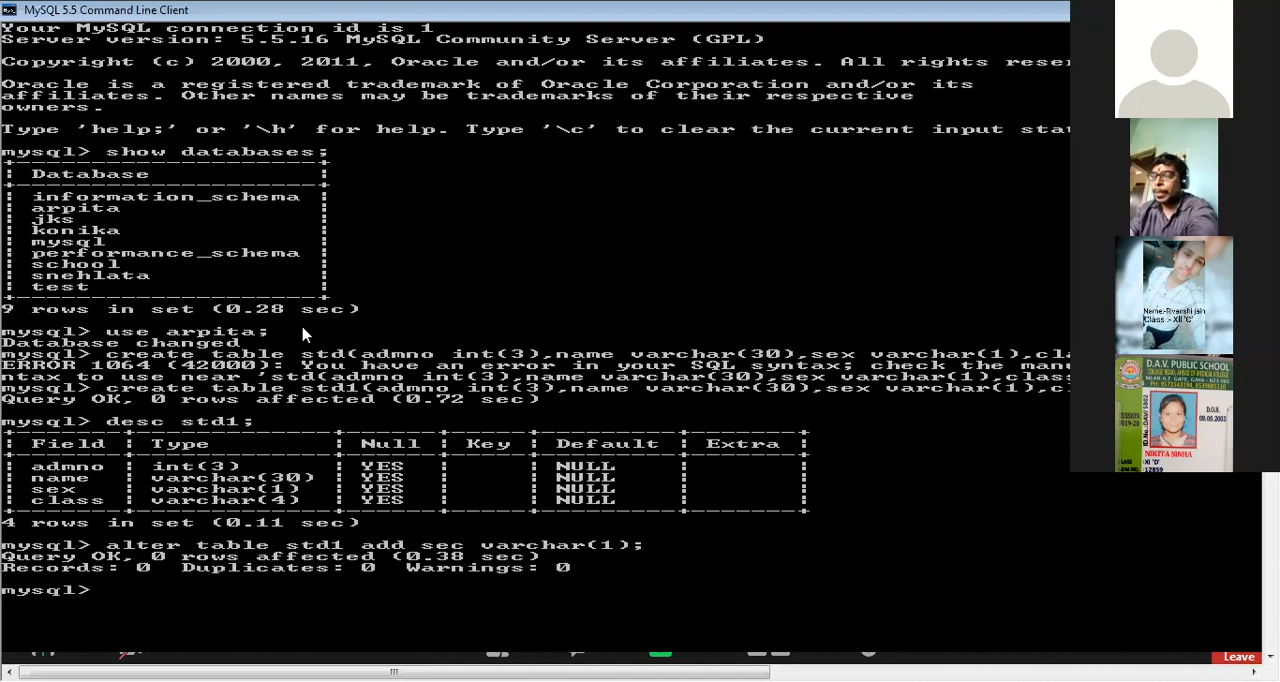 MySQL 5.5 Command Line Client
Your MySQL connection id is 1
Server version: 5.5.16 MySQL Community Server (GPL)
Copyright (c) 2000, 2011, Oracle and/or its affiliates. All rights reser
Oracle is a registered trademark of Oracle Corporation and/or its
affiliates. Other names may be trademarks of their respective
owners.
Type 'help;' or '\h' for help. Type '\c' to clear the current input stat
mysql> show databases;
Database
information_schema
arpita
jks
konika
mysql
performance_schema
school
snehlata
test
9 rows in set (0.28 sec)
mysql> use arpita;
Database changed
mysql> create table std(admno int(3),name varchar(30),sex varchar(1),cla
ERROR 1064 (42000): You have an error in your SQL syntax; check the manu
ntax to use near 'std(admno int(3),name varchar(30),sex varchar(1),class
mysql> create table std1(admno int(3),name varchar(30),sex varchar(1),c
Query OK, 0 rows affected (0.72 sec)
mysql> desc std1;
Field | Type | Null | Key | Default | Extra
admno | int(3) | YES | | NULL |
name | varchar(30) | YES | | NULL |
sex | varchar(1) | YES | | NULL |
class | varchar(4) | YES | | NULL |
4 rows in set (0.11 sec)
mysql> alter table std1 add sec varchar(1);
Query OK, 0 rows affected (0.38 sec)
Records: 0 Duplicates: 0 Warnings: 0
mysql>
Class :- XII 'C'
D.A.V. PUBLIC SCHOOL
D.O.B.
NIKITA SINHA
Leave